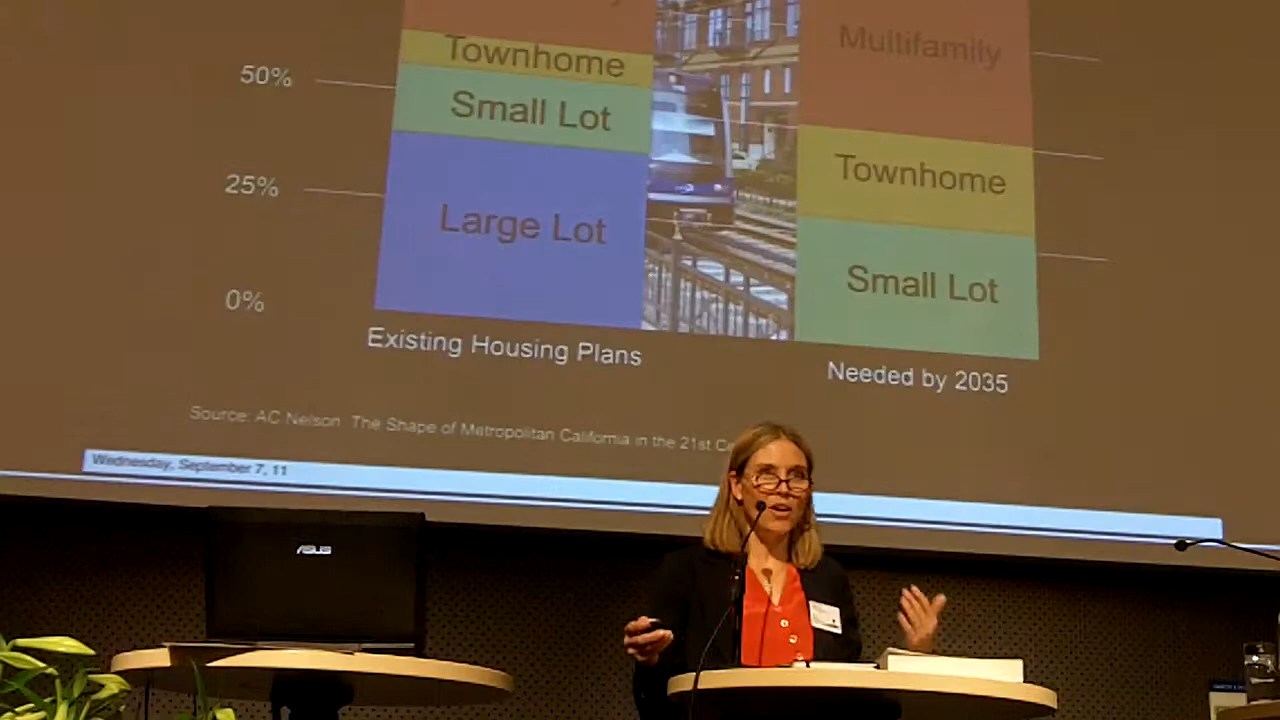 Townhome
Multifamily
50%
Small Lot
Townhome
25%
Large Lot
Small Lot
0%
Existing Housing Plans
Needed by 2035
Source: AC Nelson The Shape of Metropolitan California in the 21st
Wednesday, September 7, 11
ASUS